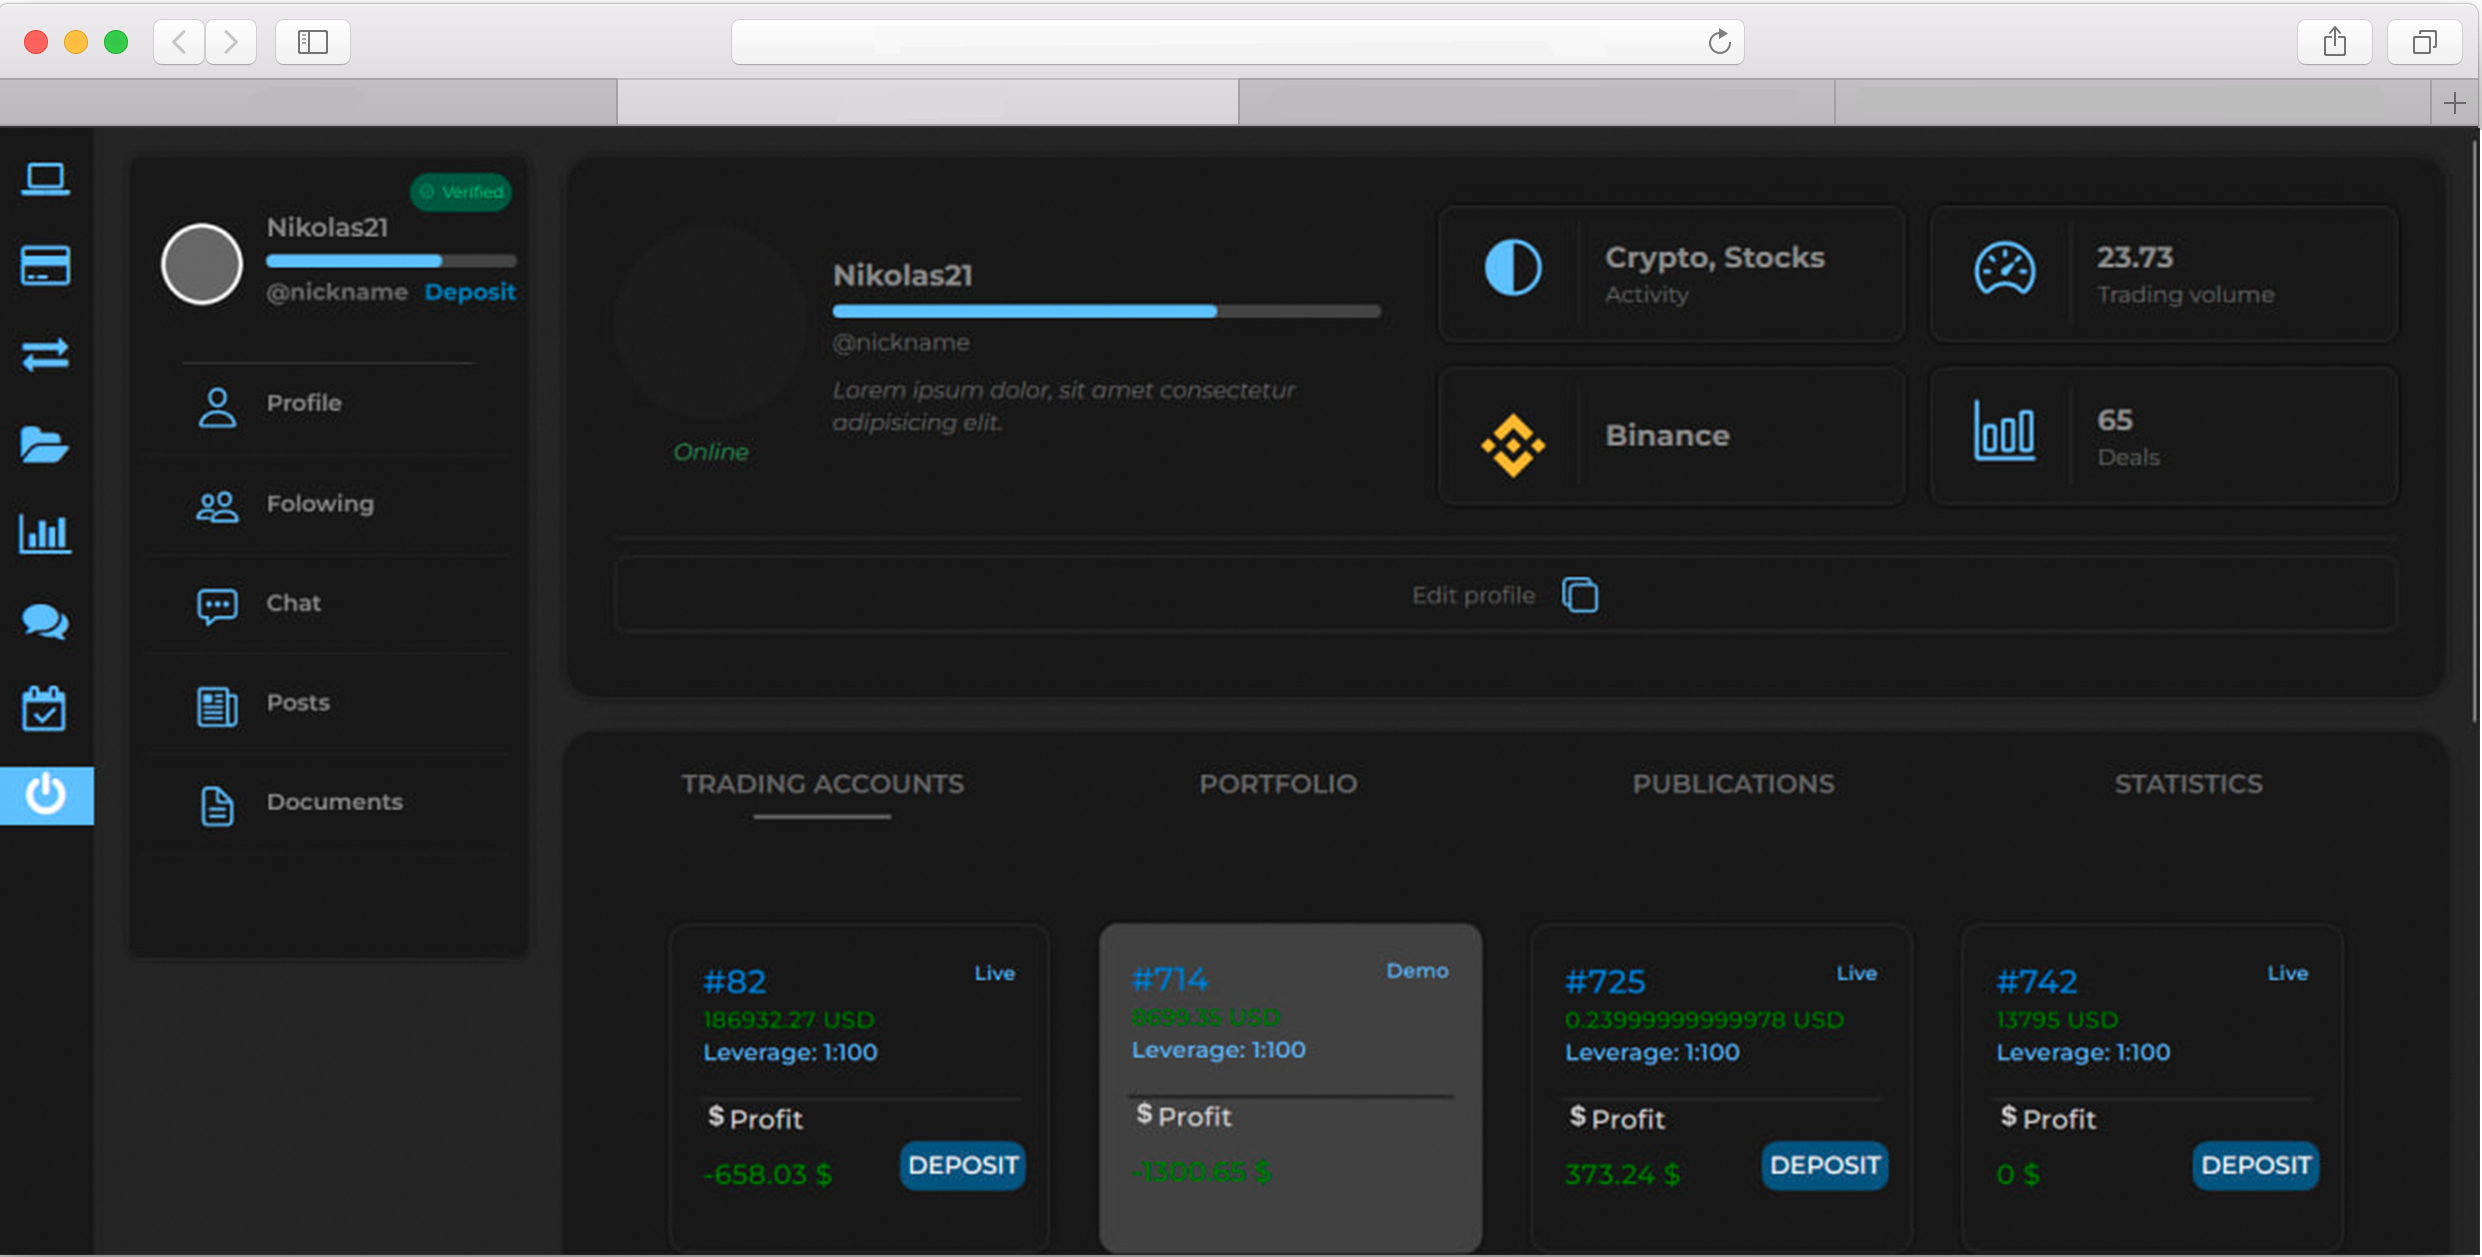 Verified
Nikolas21
@nickname Deposit
Profile
Folowing
Chat
Posts
Documents
Nikolas21
@nickname
Lorem ipsum dolor, sit amet consectetur
adipisicing elit.
Online
Crypto, Stocks
Activity
23.73
Trading volume
Binance
65
Deals
Edit profile
TRADING ACCOUNTS PORTFOLIO PUBLICATIONS STATISTICS
#82 Live
186932.27 USD
Leverage: 1:100
$ Profit
-658.03 $ DEPOSIT
#714 Demo
8699.35 USD
Leverage: 1:100
$ Profit
-1300.65 $
#725 Live
0.23999999999978 USD
Leverage: 1:100
$ Profit
373.24 $ DEPOSIT
#742 Live
13795 USD
Leverage: 1:100
$ Profit
0 $ DEPOSIT